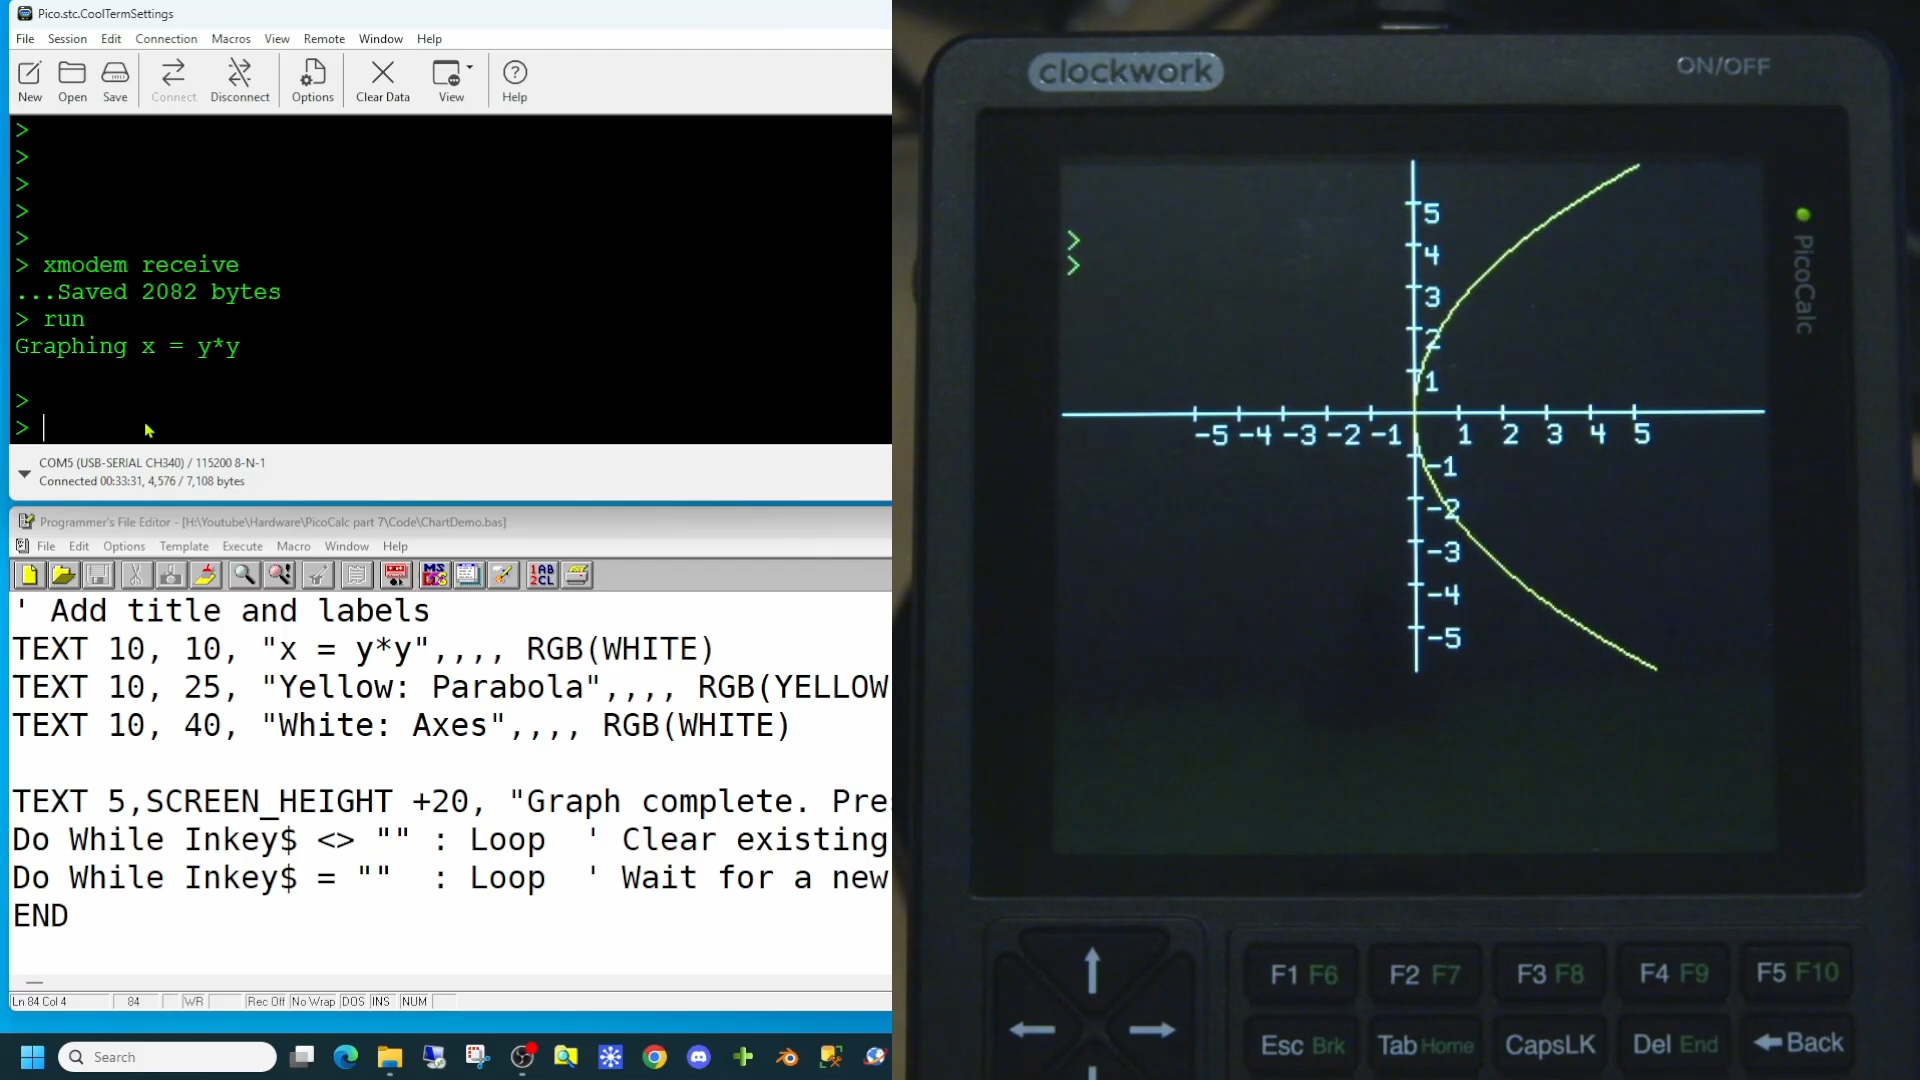 Pico.stc.CoolTermSettings
File Session Edit Connection Macros View Remote Window Help
New Open Save Connect Disconnect Options Clear Data View Help
>
>
>
>
>
> xmodem receive
...Saved 2082 bytes
> run
Graphing x = y*y
>
>
COM5 (USB-SERIAL CH340) / 115200 8-N-1
Connected 00:33:31, 4,576 / 7,108 bytes
Programmer's File Editor - [H:\Youtube\Hardware\PicoCalc part 7\Code\ChartDemo.bas]
File Edit Options Template Execute Macro Window Help
' Add title and labels
TEXT 10, 10, "x = y*y",,,, RGB(WHITE)
TEXT 10, 25, "Yellow: Parabola",,,, RGB(YELLOW
TEXT 10, 40, "White: Axes",,,, RGB(WHITE)
TEXT 5,SCREEN_HEIGHT +20, "Graph complete. Pre
Do While Inkey$ <> "" : Loop ' Clear existing
Do While Inkey$ = "" : Loop ' Wait for a new
END
Ln 84 Col 4 84 WR Rec Off No Wrap DOS INS NUM
Search
clockwork
ON/OFF
PicoCalc
>
>
5
4
3
2
1
-5 -4 -3 -2 -1 1 2 3 4 5
-1
-2
-3
-4
-5
F1 F6 F2 F7 F3 F8 F4 F9 F5 F10
Esc Brk Tab Home CapsLK Del End Back